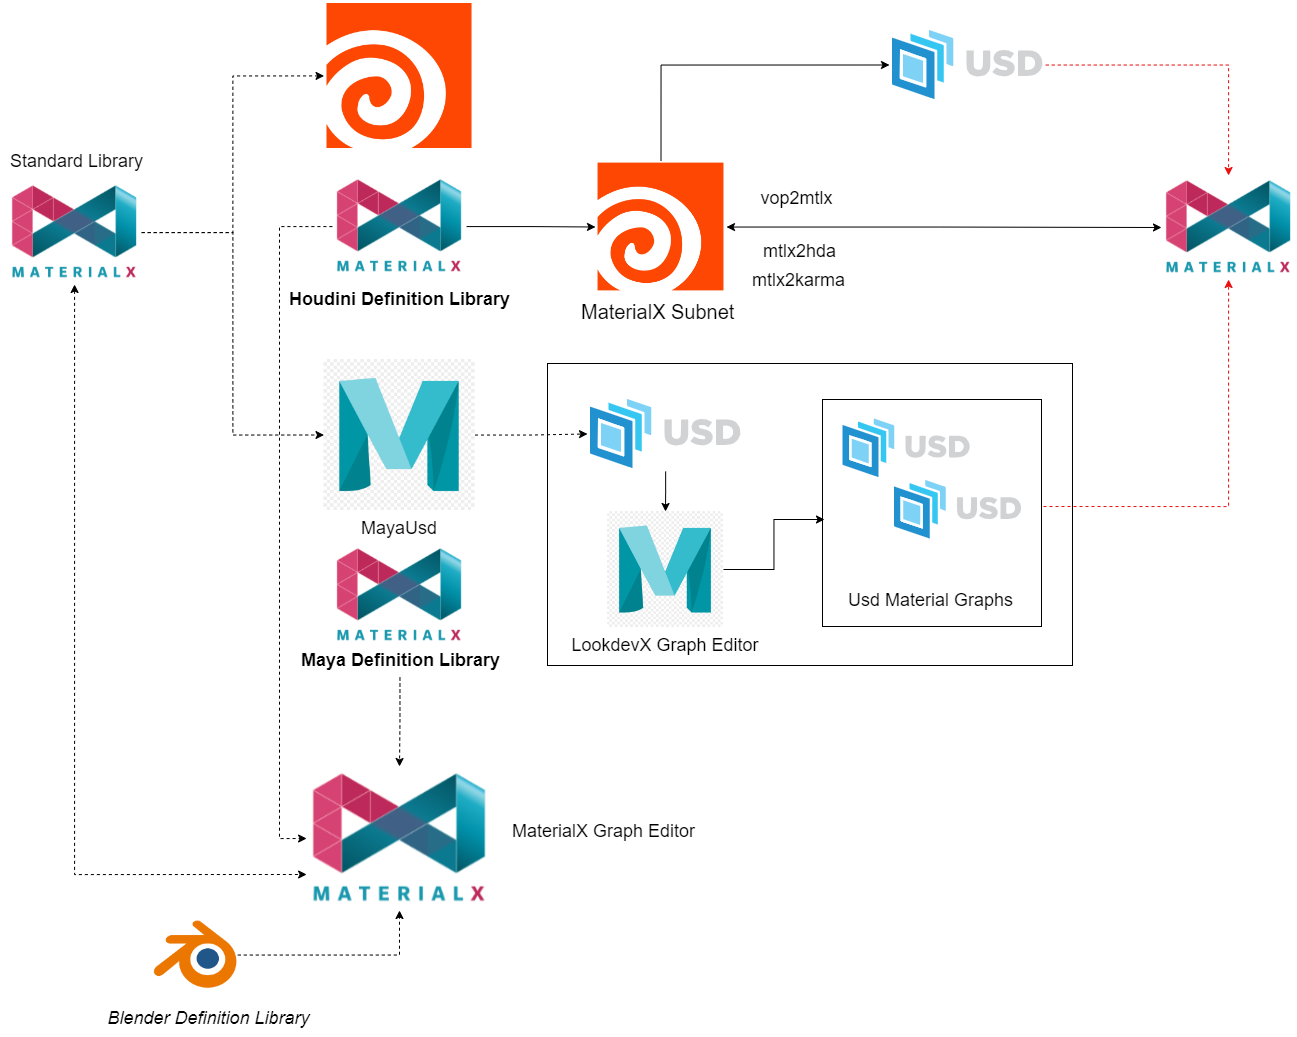 USD
Standard Library
MATERIALX
MATERIALX
Houdini Definition Library
MaterialX Subnet
vop2mtlx
mtlx2hda
mtlx2karma
MATERIALX
MayaUsd
USD
LookdevX Graph Editor
USD
USD
Usd Material Graphs
MATERIALX
Maya Definition Library
MATERIALX
MaterialX Graph Editor
Blender Definition Library